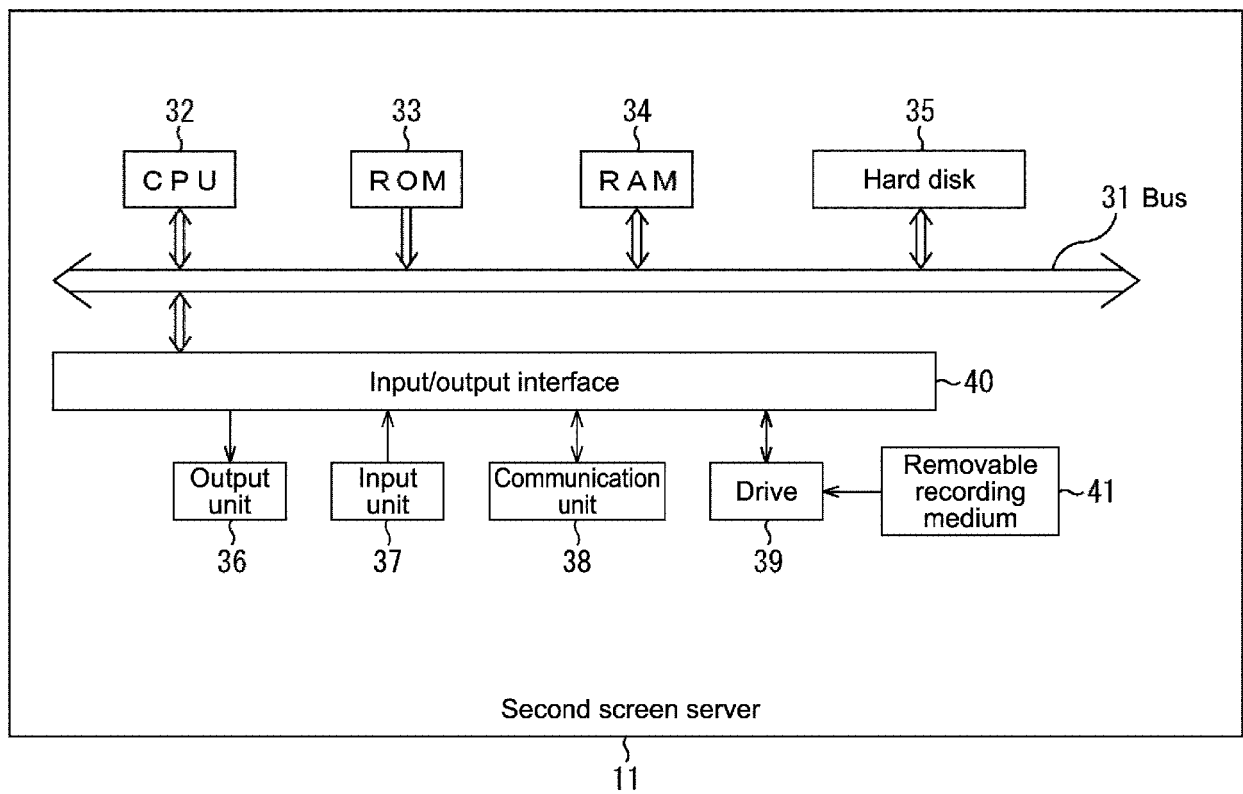 32
33
34
35
CPU
ROM
RAM
Hard disk
31 Bus
Input/output interface
40
Output
unit
Input
unit
Communication
unit
Drive
Removable
recording
medium
41
36
37
38
39
Second screen server
11